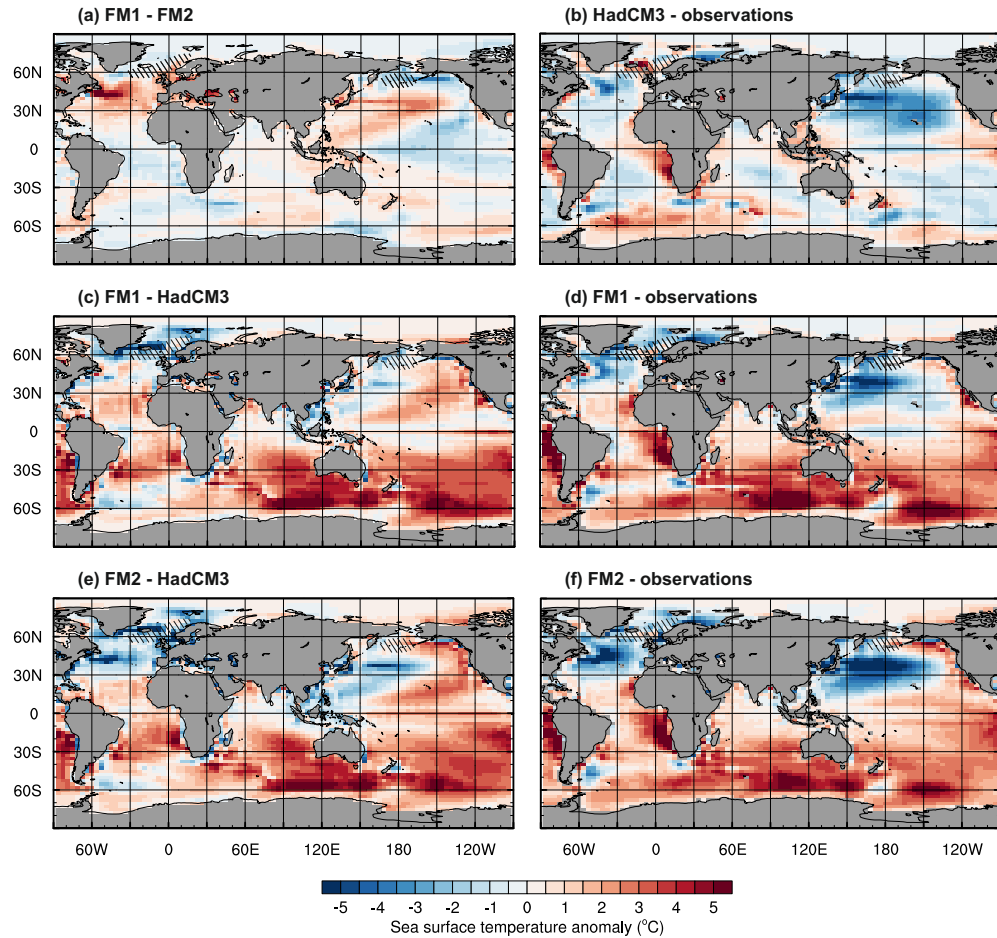 (a) FM1 - FM2
(b) HadCM3 - observations
60N
30N
0
30S
60S
(c) FM1 - HadCM3
(d) FM1 - observations
60N
30N
0
30S
60S
(e) FM2 - HadCM3
(f) FM2 - observations
60N
30N
0
30S
60S
60W 0 60E 120E 180 120W 60W 0 60E 120E 180 120W
-5 -4 -3 -2 -1 0 1 2 3 4 5
Sea surface temperature anomaly (°C)